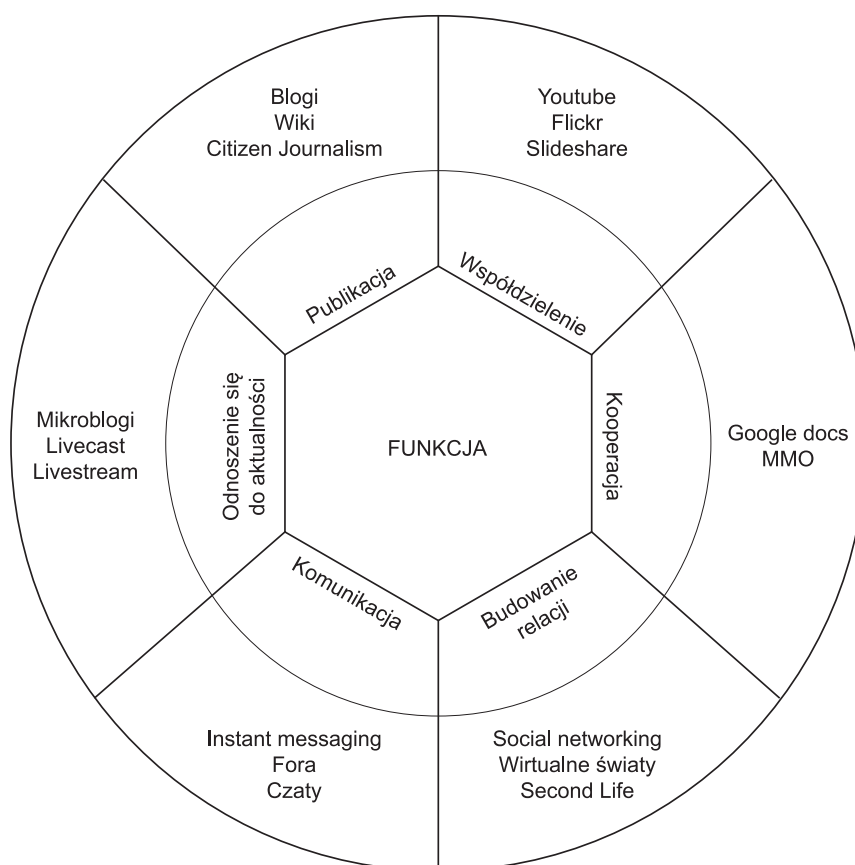 Blogi
Wiki
Citizen Journalism
Youtube
Flickr
Slideshare
Publikacja
Współdzielenie
Mikroblogi
Livecast
Livestream
Odnoszenie się
do aktualności
FUNKCJA
Kooperacja
Google docs
MMO
Komunikacja
Budowanie
relacji
Instant messaging
Fora
Czaty
Social networking
Wirtualne światy
Second Life